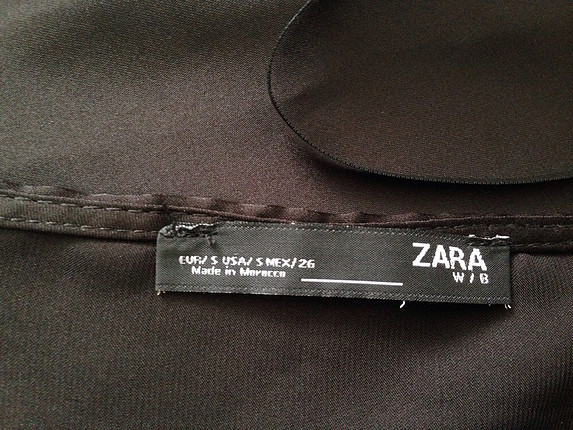 EUR/ S USA/ S MEX/ 26
Made in Morocco
ZARA
W / B